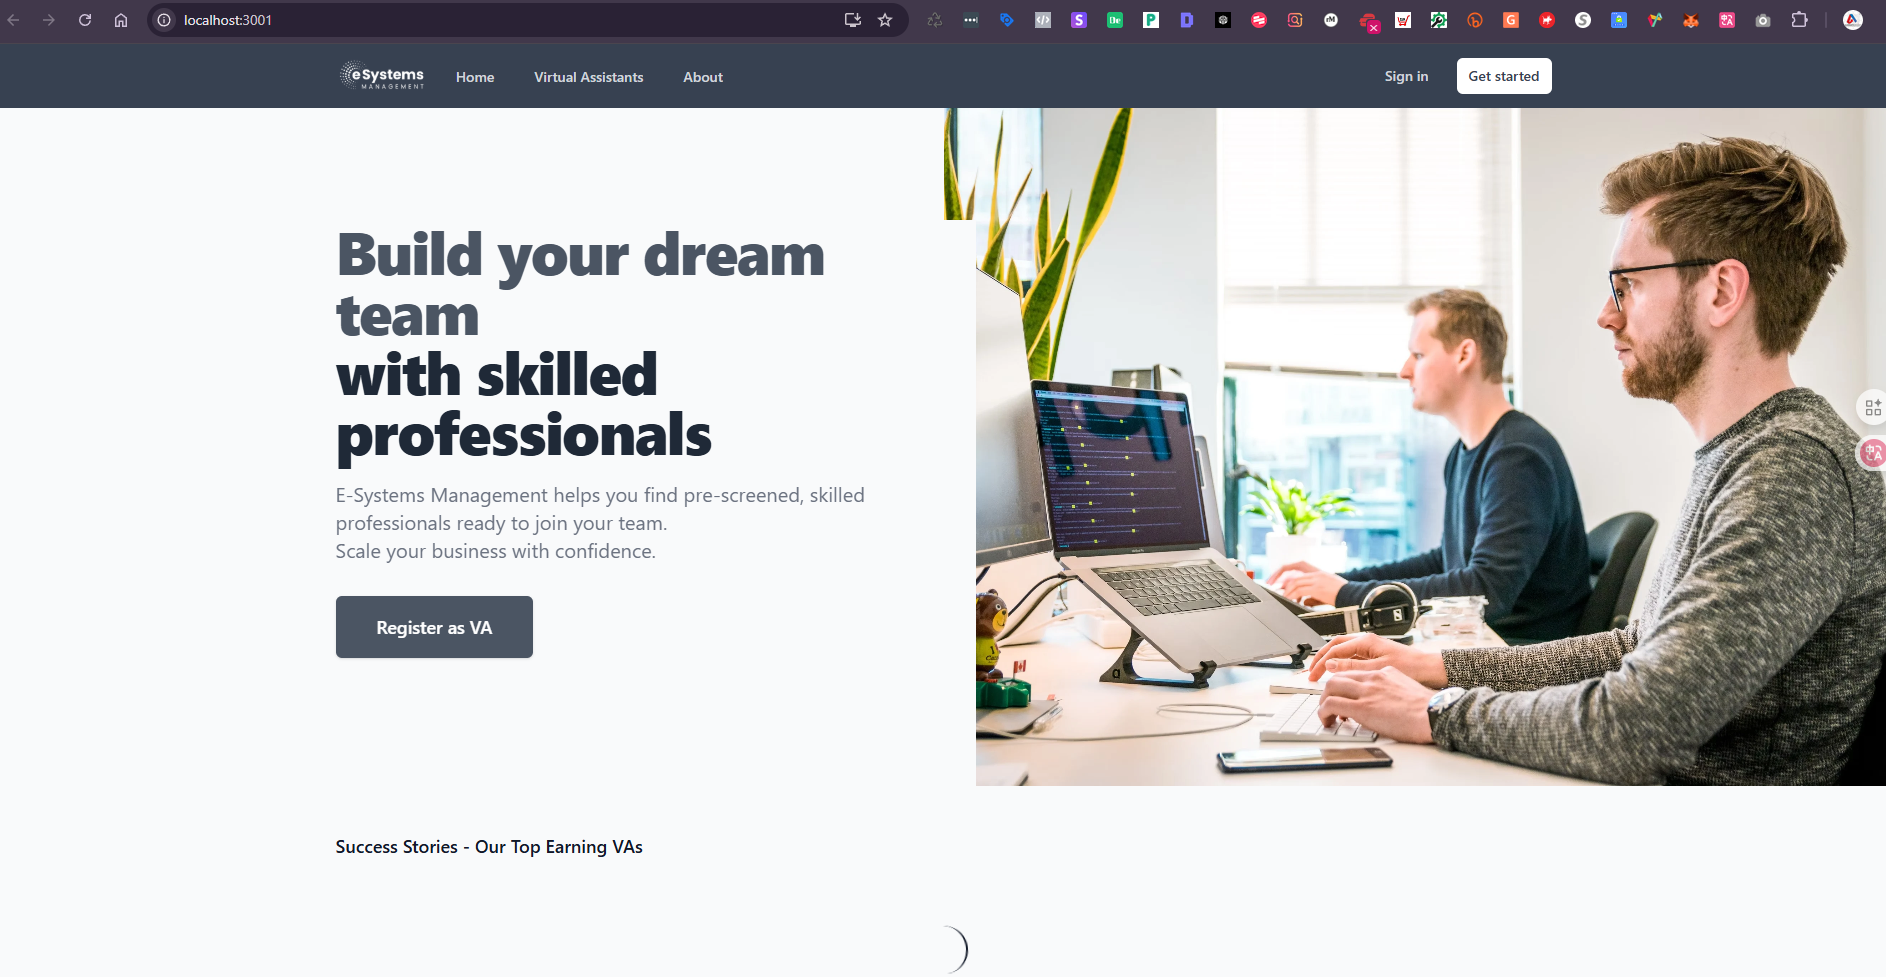 localhost:3001
eSystems
MANAGEMENT
Home
Virtual Assistants
About
Sign in
Get started
Build your dream
team
with skilled
professionals
E-Systems Management helps you find pre-screened, skilled
professionals ready to join your team.
Scale your business with confidence.
Register as VA
Success Stories - Our Top Earning VAs